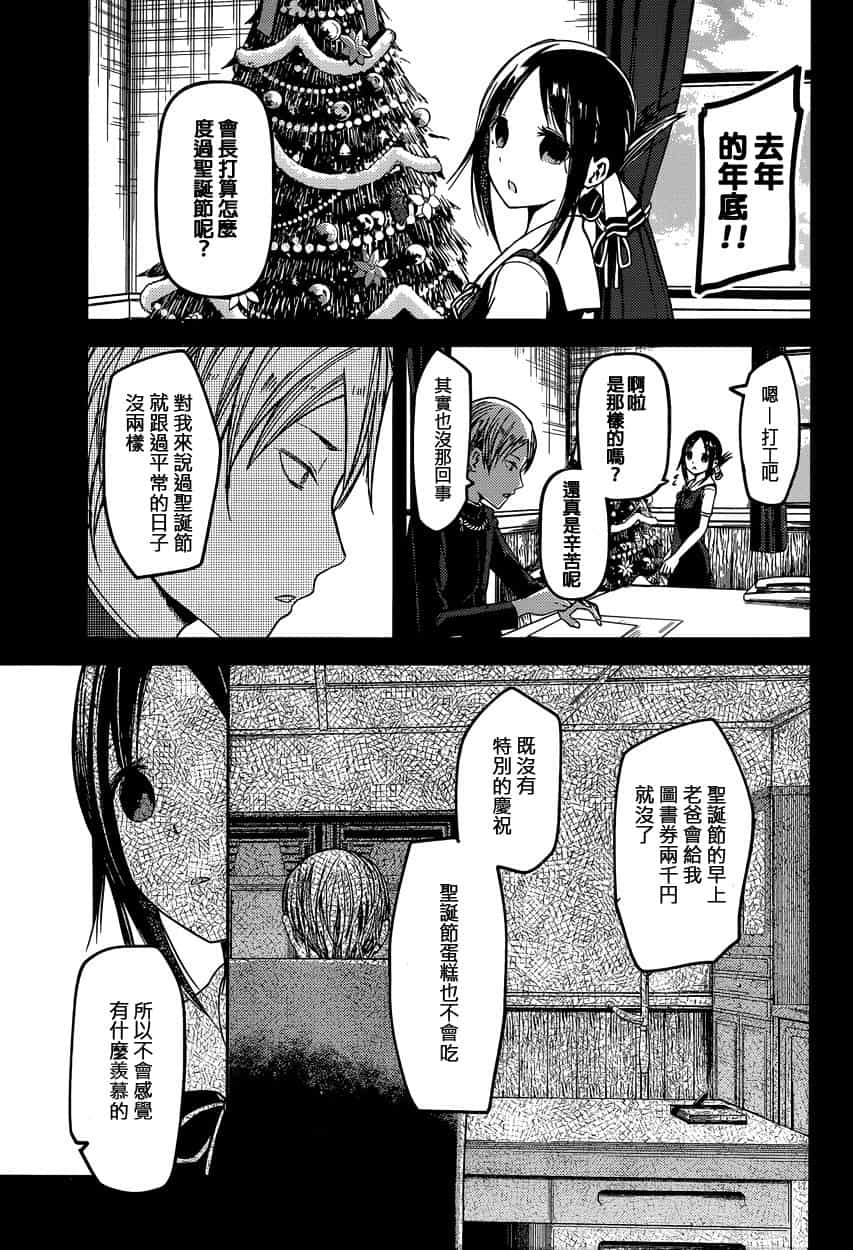 去年
的年底!!
會長打算怎麼
度過聖誕節呢?
嗯—打工吧
啊啦
是那樣的嗎?
還真是辛苦呢
其實也沒那回事
對我來說過聖誕節
就跟過平常的日子
沒兩樣
聖誕節的早上
老爸會給我
圖書券兩千円
就沒了
既沒有
特別的慶祝
聖誕節蛋糕也不會吃
所以不會感覺
有什麼羨慕的